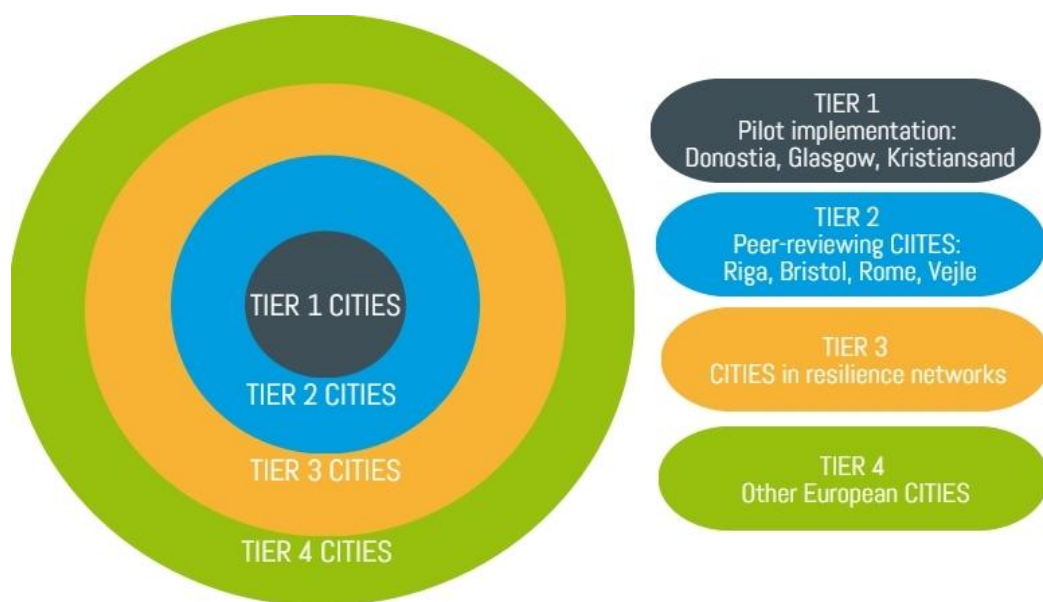 TIER 1 CITIES
TIER 2 CITIES
TIER 3 CITIES
TIER 4 CITIES
TIER 1
Pilot implementation:
Donostia, Glasgow, Kristiansand
TIER 2
Peer-reviewing CIITES:
Riga, Bristol, Rome, Vejle
TIER 3
CITIES in resilience networks
TIER 4
Other European CITIES